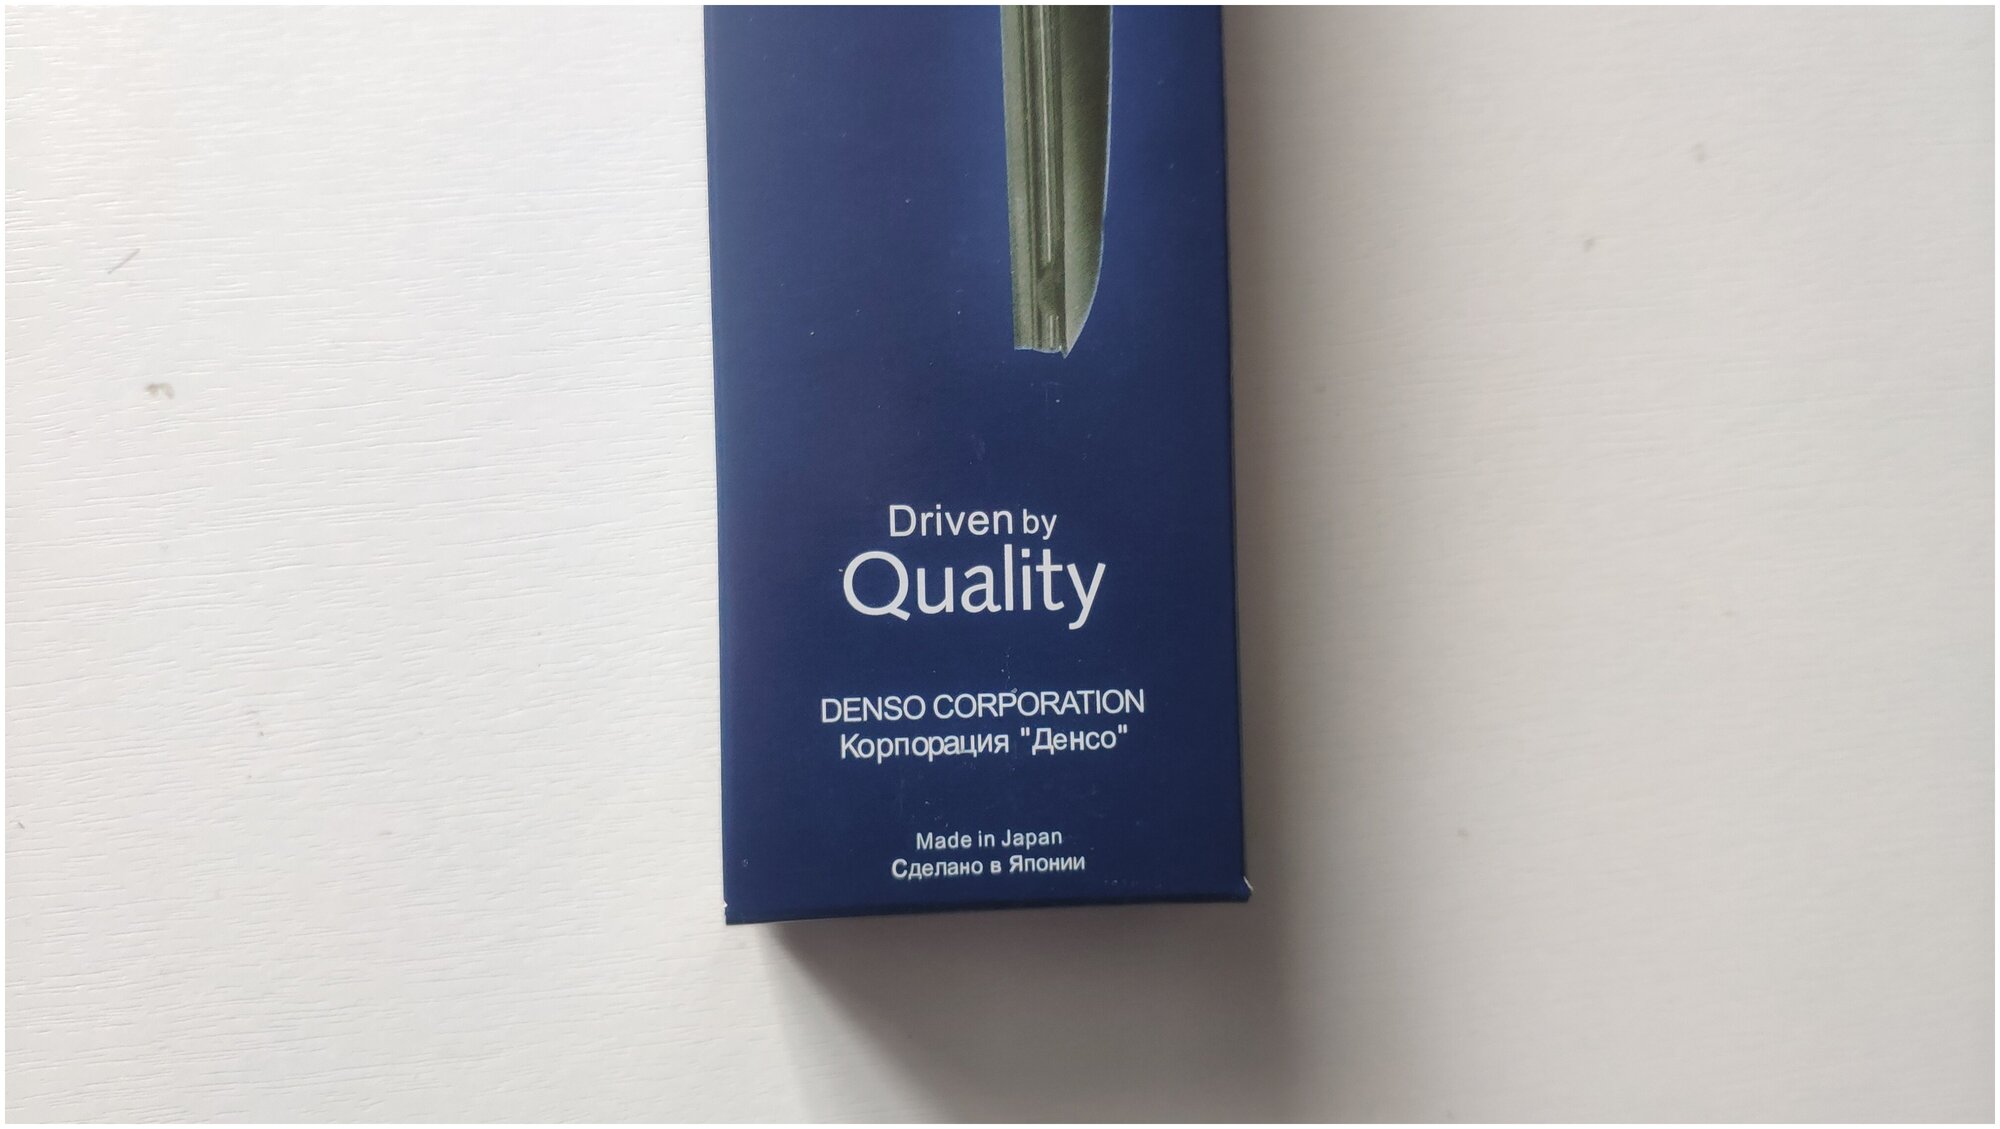 Driven by
Quality
DENSO CORPORATION
Корпорация "Денсо"
Made in Japan
Сделано в Японии